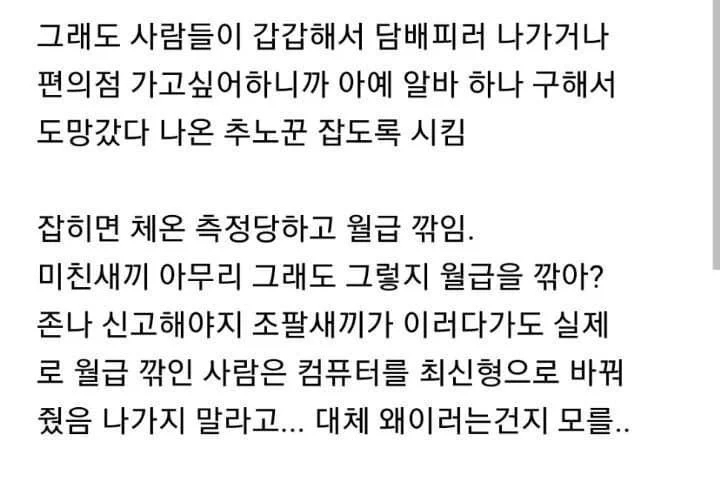 그래도 사람들이 갑갑해서 담배피러 나가거나
편의점 가고싶어하니까 아예 알바 하나 구해서
도망갔다 나온 추노꾼 잡도록 시킴
잡히면 체온 측정당하고 월급 깎임.
미친새끼 아무리 그래도 그렇지 월급을 깎아?
존나 신고해야지 조팔새끼가 이러다가도 실제
로 월급 깎인 사람은 컴퓨터를 최신형으로 바꿔
줬음 나가지 말라고... 대체 왜이러는건지 모를..